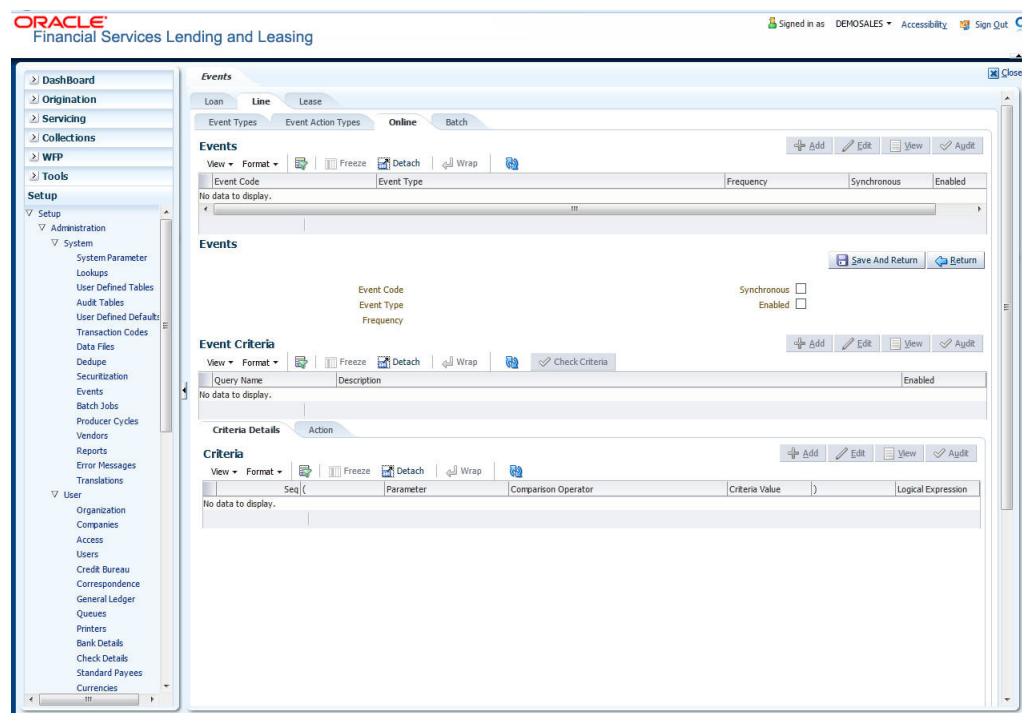 ORACLE
Financial Services Lending and Leasing
Signed in as DEMOSALES Accessibility Sign Out
DashBoard
Origination
Servicing
Collections
WFP
Tools
Setup
Setup
Administration
System
System Parameter
Lookups
User Defined Tables
Audit Tables
User Defined Defaults
Transaction Codes
Data Files
Dedupe
Securitization
Events
Batch Jobs
Producer Cycles
Vendors
Reports
Error Messages
Translations
User
Organization
Companies
Access
Users
Credit Bureau
Correspondence
General Ledger
Queues
Printers
Bank Details
Check Details
Standard Payees
Currencies
Events
Close
Loan Line Lease
Event Types Event Action Types Online Batch
Events
Add Edit View Audit
View Format Freeze Detach Wrap
Event Code Event Type Frequency Synchronous Enabled
No data to display.
Events
Save And Return Return
Event Code Synchronous
Event Type Enabled
Frequency
Event Criteria
Add Edit View Audit
View Format Freeze Detach Wrap Check Criteria
Query Name Description Enabled
No data to display.
Criteria Details Action
Criteria
Add Edit View Audit
View Format Freeze Detach Wrap
Seq ( Parameter Comparison Operator Criteria Value ) Logical Expression
No data to display.